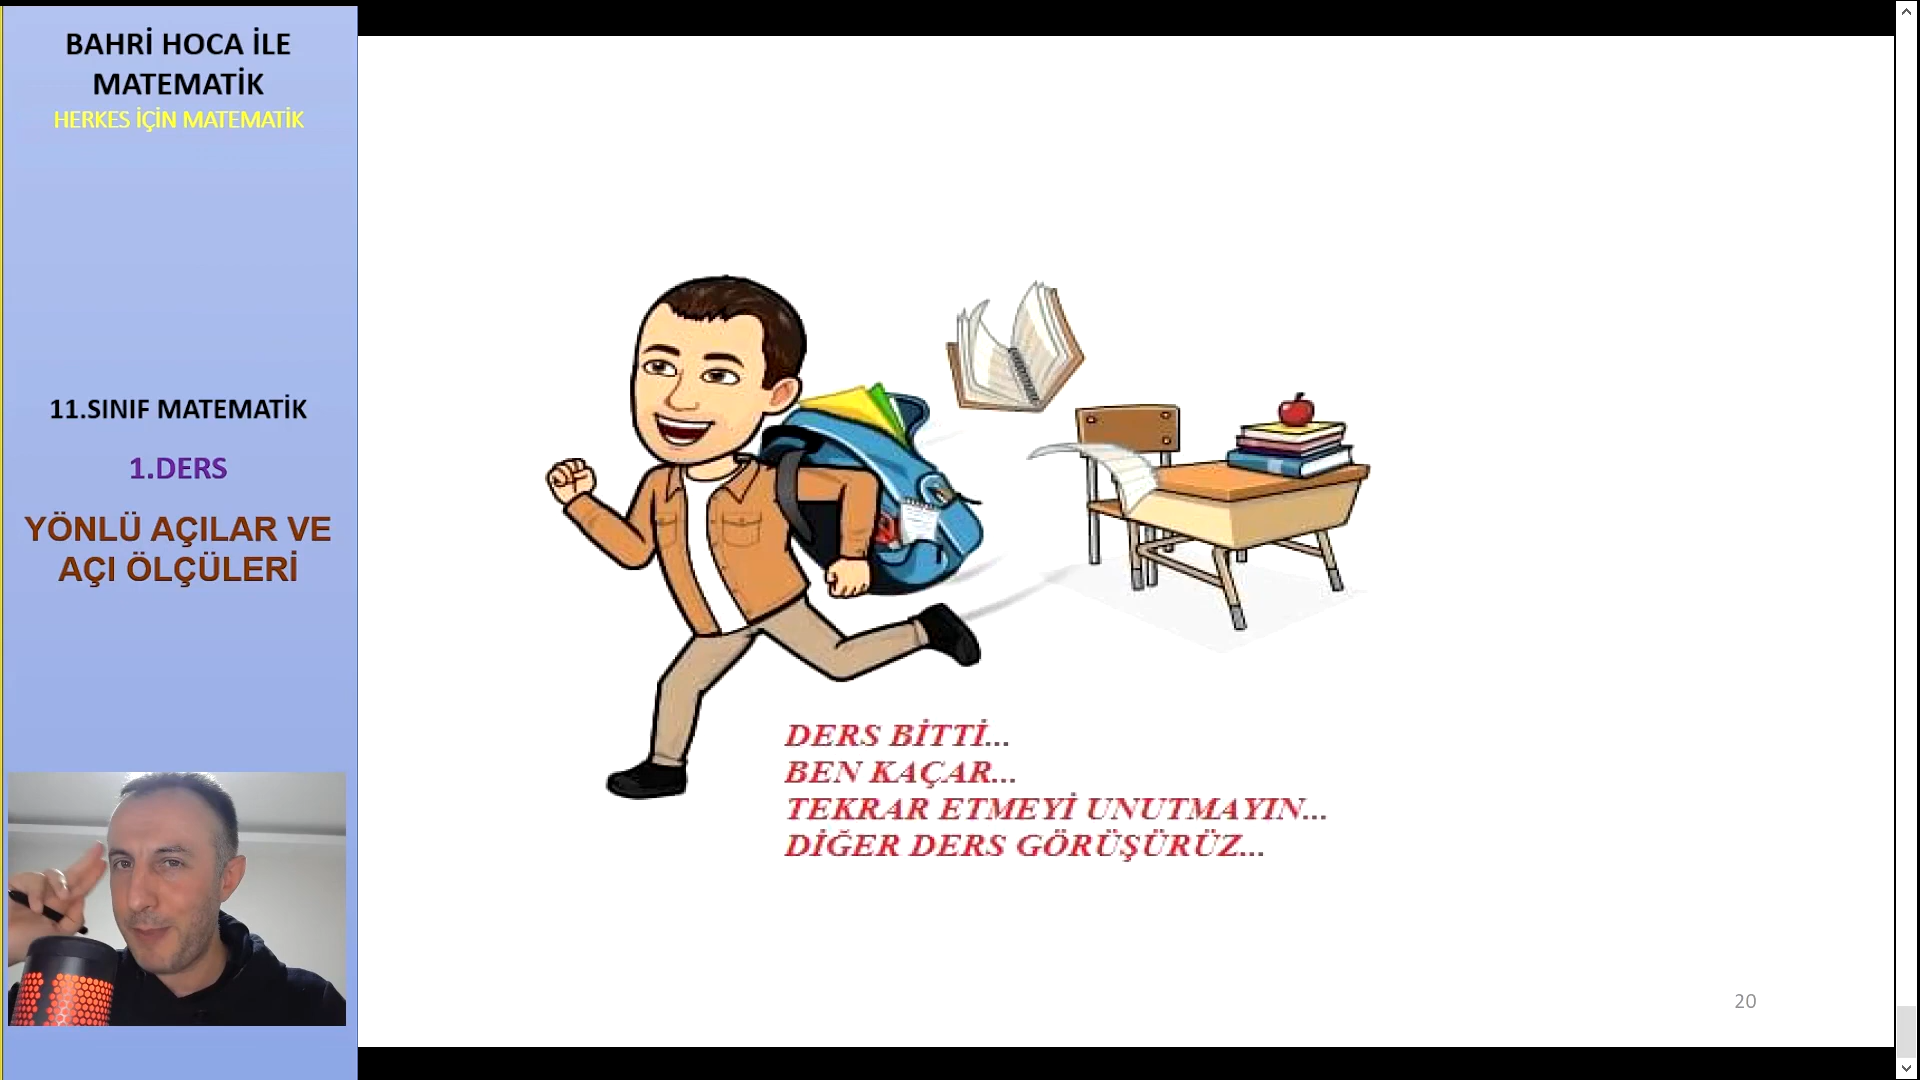 BAHRİ HOCA İLE
MATEMATİK
HERKES İÇİN MATEMATİK
11.SINIF MATEMATİK
1.DERS
YÖNLÜ AÇILAR VE
AÇI ÖLÇÜLERİ
DERS BİTTİ...
BEN KAÇAR...
TEKRAR ETMEYİ UNUTMAYIN...
DİĞER DERS GÖRÜŞÜRÜZ...
20